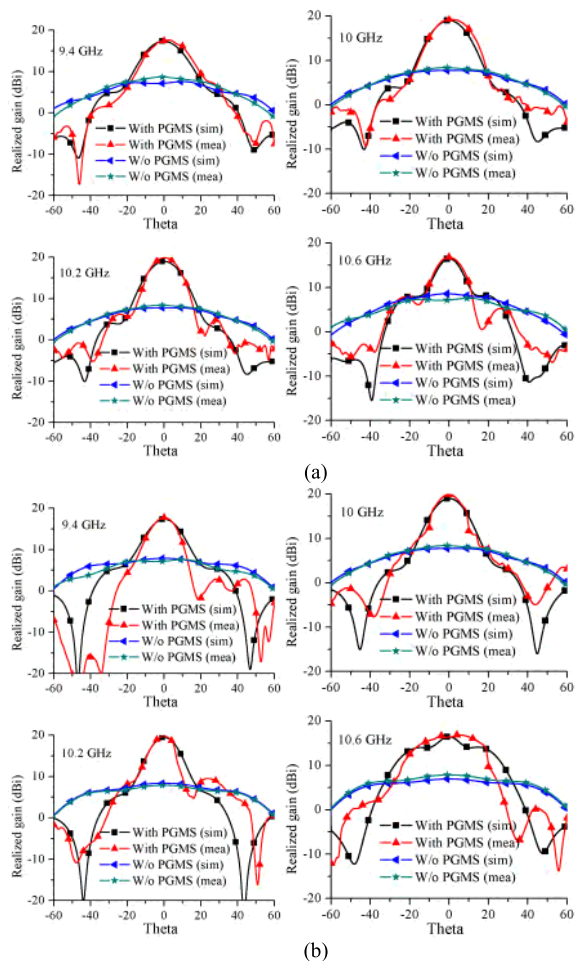 20
9.4 GHz
10
0
-10
-20
Realized gain (dBi)
With PGMS (sim)
With PGMS (mea)
W/o PGMS (sim)
W/o PGMS (mea)
-60 -40 -20 0 20 40 60
Theta
20
10 GHz
10
0
-10
-20
Realized gain (dBi)
With PGMS (sim)
With PGMS (mea)
W/o PGMS (sim)
W/o PGMS (mea)
-60 -40 -20 0 20 40 60
Theta
20
10.2 GHz
10
0
-10
-20
Realized gain (dBi)
With PGMS (sim)
With PGMS (mea)
W/o PGMS (sim)
W/o PGMS (mea)
-60 -40 -20 0 20 40 60
Theta
20
10.6 GHz
10
0
-10
-20
Realized gain (dBi)
With PGMS (sim)
With PGMS (mea)
W/o PGMS (sim)
W/o PGMS (mea)
-60 -40 -20 0 20 40 60
Theta
(a)
20
9.4 GHz
10
0
-10
-20
Realized gain (dBi)
With PGMS (sim)
With PGMS (mea)
W/o PGMS (sim)
W/o PGMS (mea)
-60 -40 -20 0 20 40 60
Theta
20
10 GHz
10
0
-10
-20
Realized gain (dBi)
With PGMS (sim)
With PGMS (mea)
W/o PGMS (sim)
W/o PGMS (mea)
-60 -40 -20 0 20 40 60
Theta
20
10.2 GHz
10
0
-10
-20
Realized gain (dBi)
With PGMS (sim)
With PGMS (mea)
W/o PGMS (sim)
W/o PGMS (mea)
-60 -40 -20 0 20 40 60
Theta
20
10.6 GHz
10
0
-10
-20
Realized gain (dBi)
With PGMS (sim)
With PGMS (mea)
W/o PGMS (sim)
W/o PGMS (mea)
-60 -40 -20 0 20 40 60
Theta
(b)